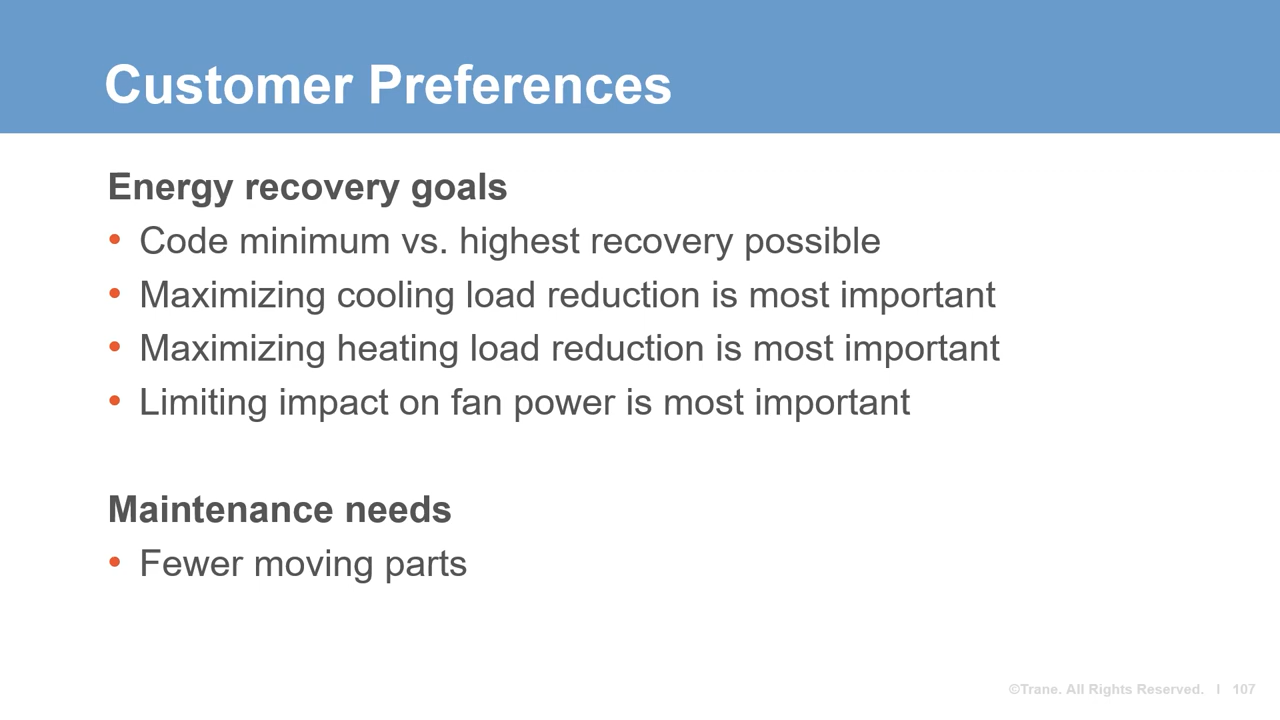 Customer Preferences
Energy recovery goals
• Code minimum vs. highest recovery possible
• Maximizing cooling load reduction is most important
• Maximizing heating load reduction is most important
• Limiting impact on fan power is most important
Maintenance needs
• Fewer moving parts
©Trane. All Rights Reserved. I 107